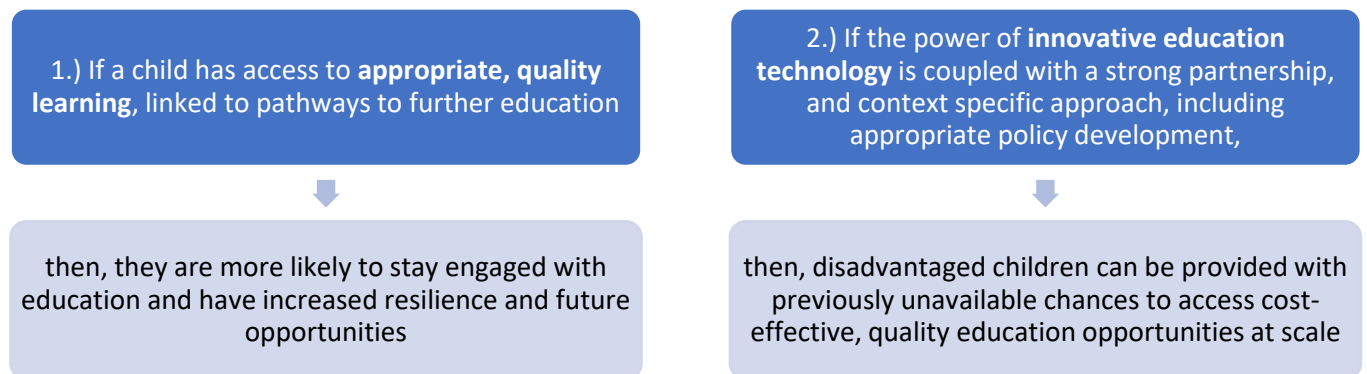 1.) If a child has access to appropriate, quality
learning, linked to pathways to further education
then, they are more likely to stay engaged with
education and have increased resilience and future
opportunities
2.) If the power of innovative education
technology is coupled with a strong partnership,
and context specific approach, including
appropriate policy development,
then, disadvantaged children can be provided with
previously unavailable chances to access cost-
effective, quality education opportunities at scale